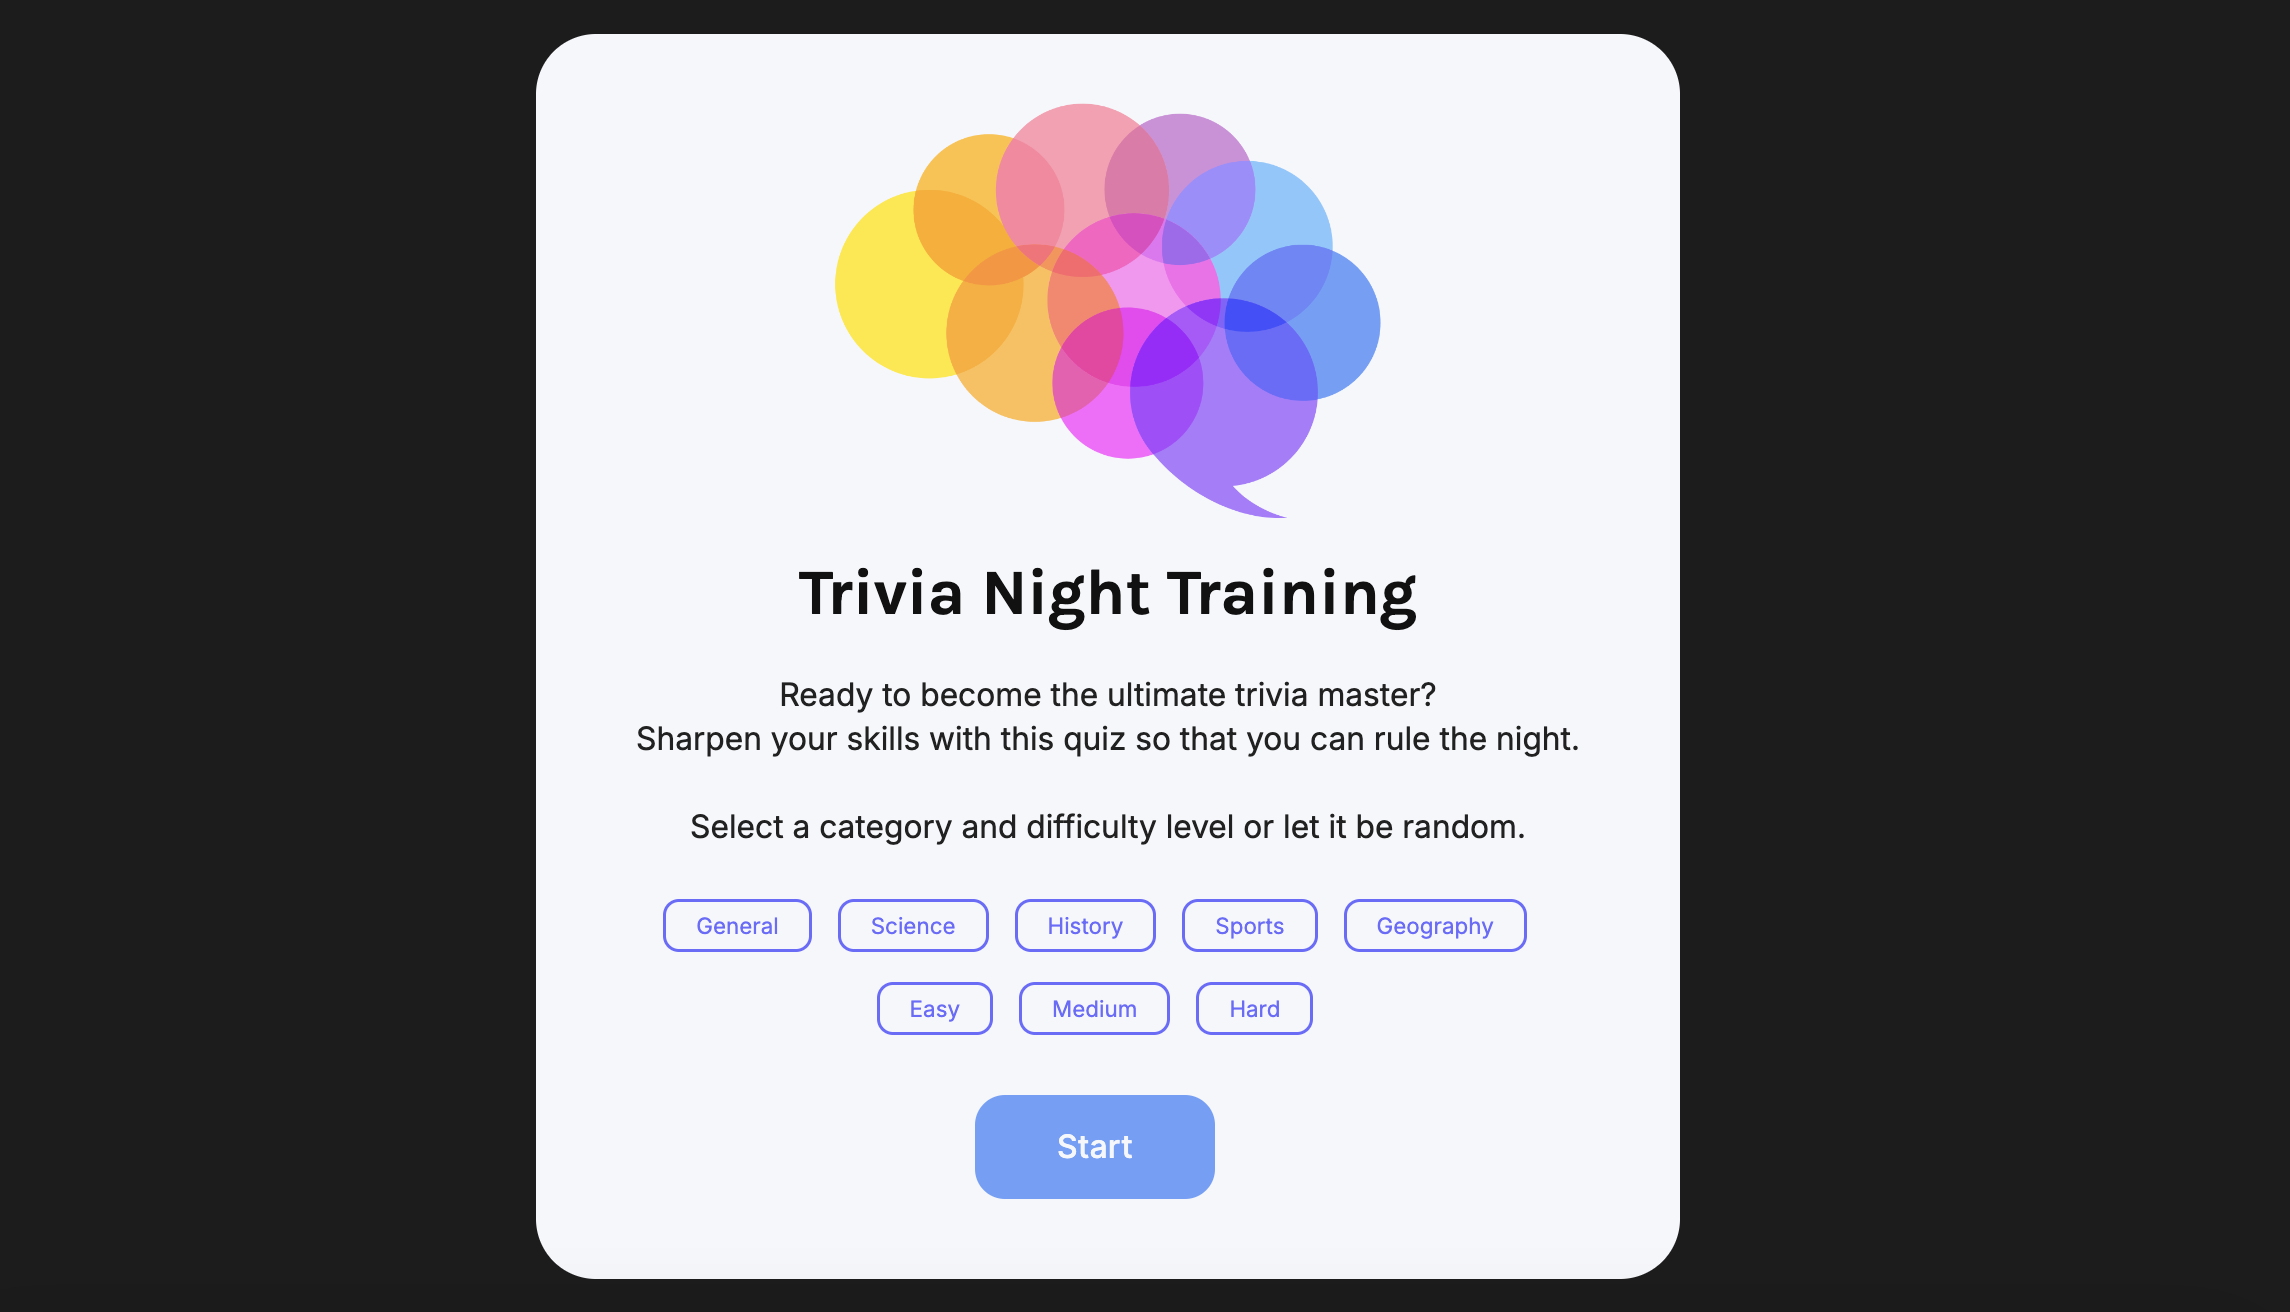 Trivia Night Training
Ready to become the ultimate trivia master?
Sharpen your skills with this quiz so that you can rule the night.
Select a category and difficulty level or let it be random.
General Science History Sports Geography
Easy Medium Hard
Start